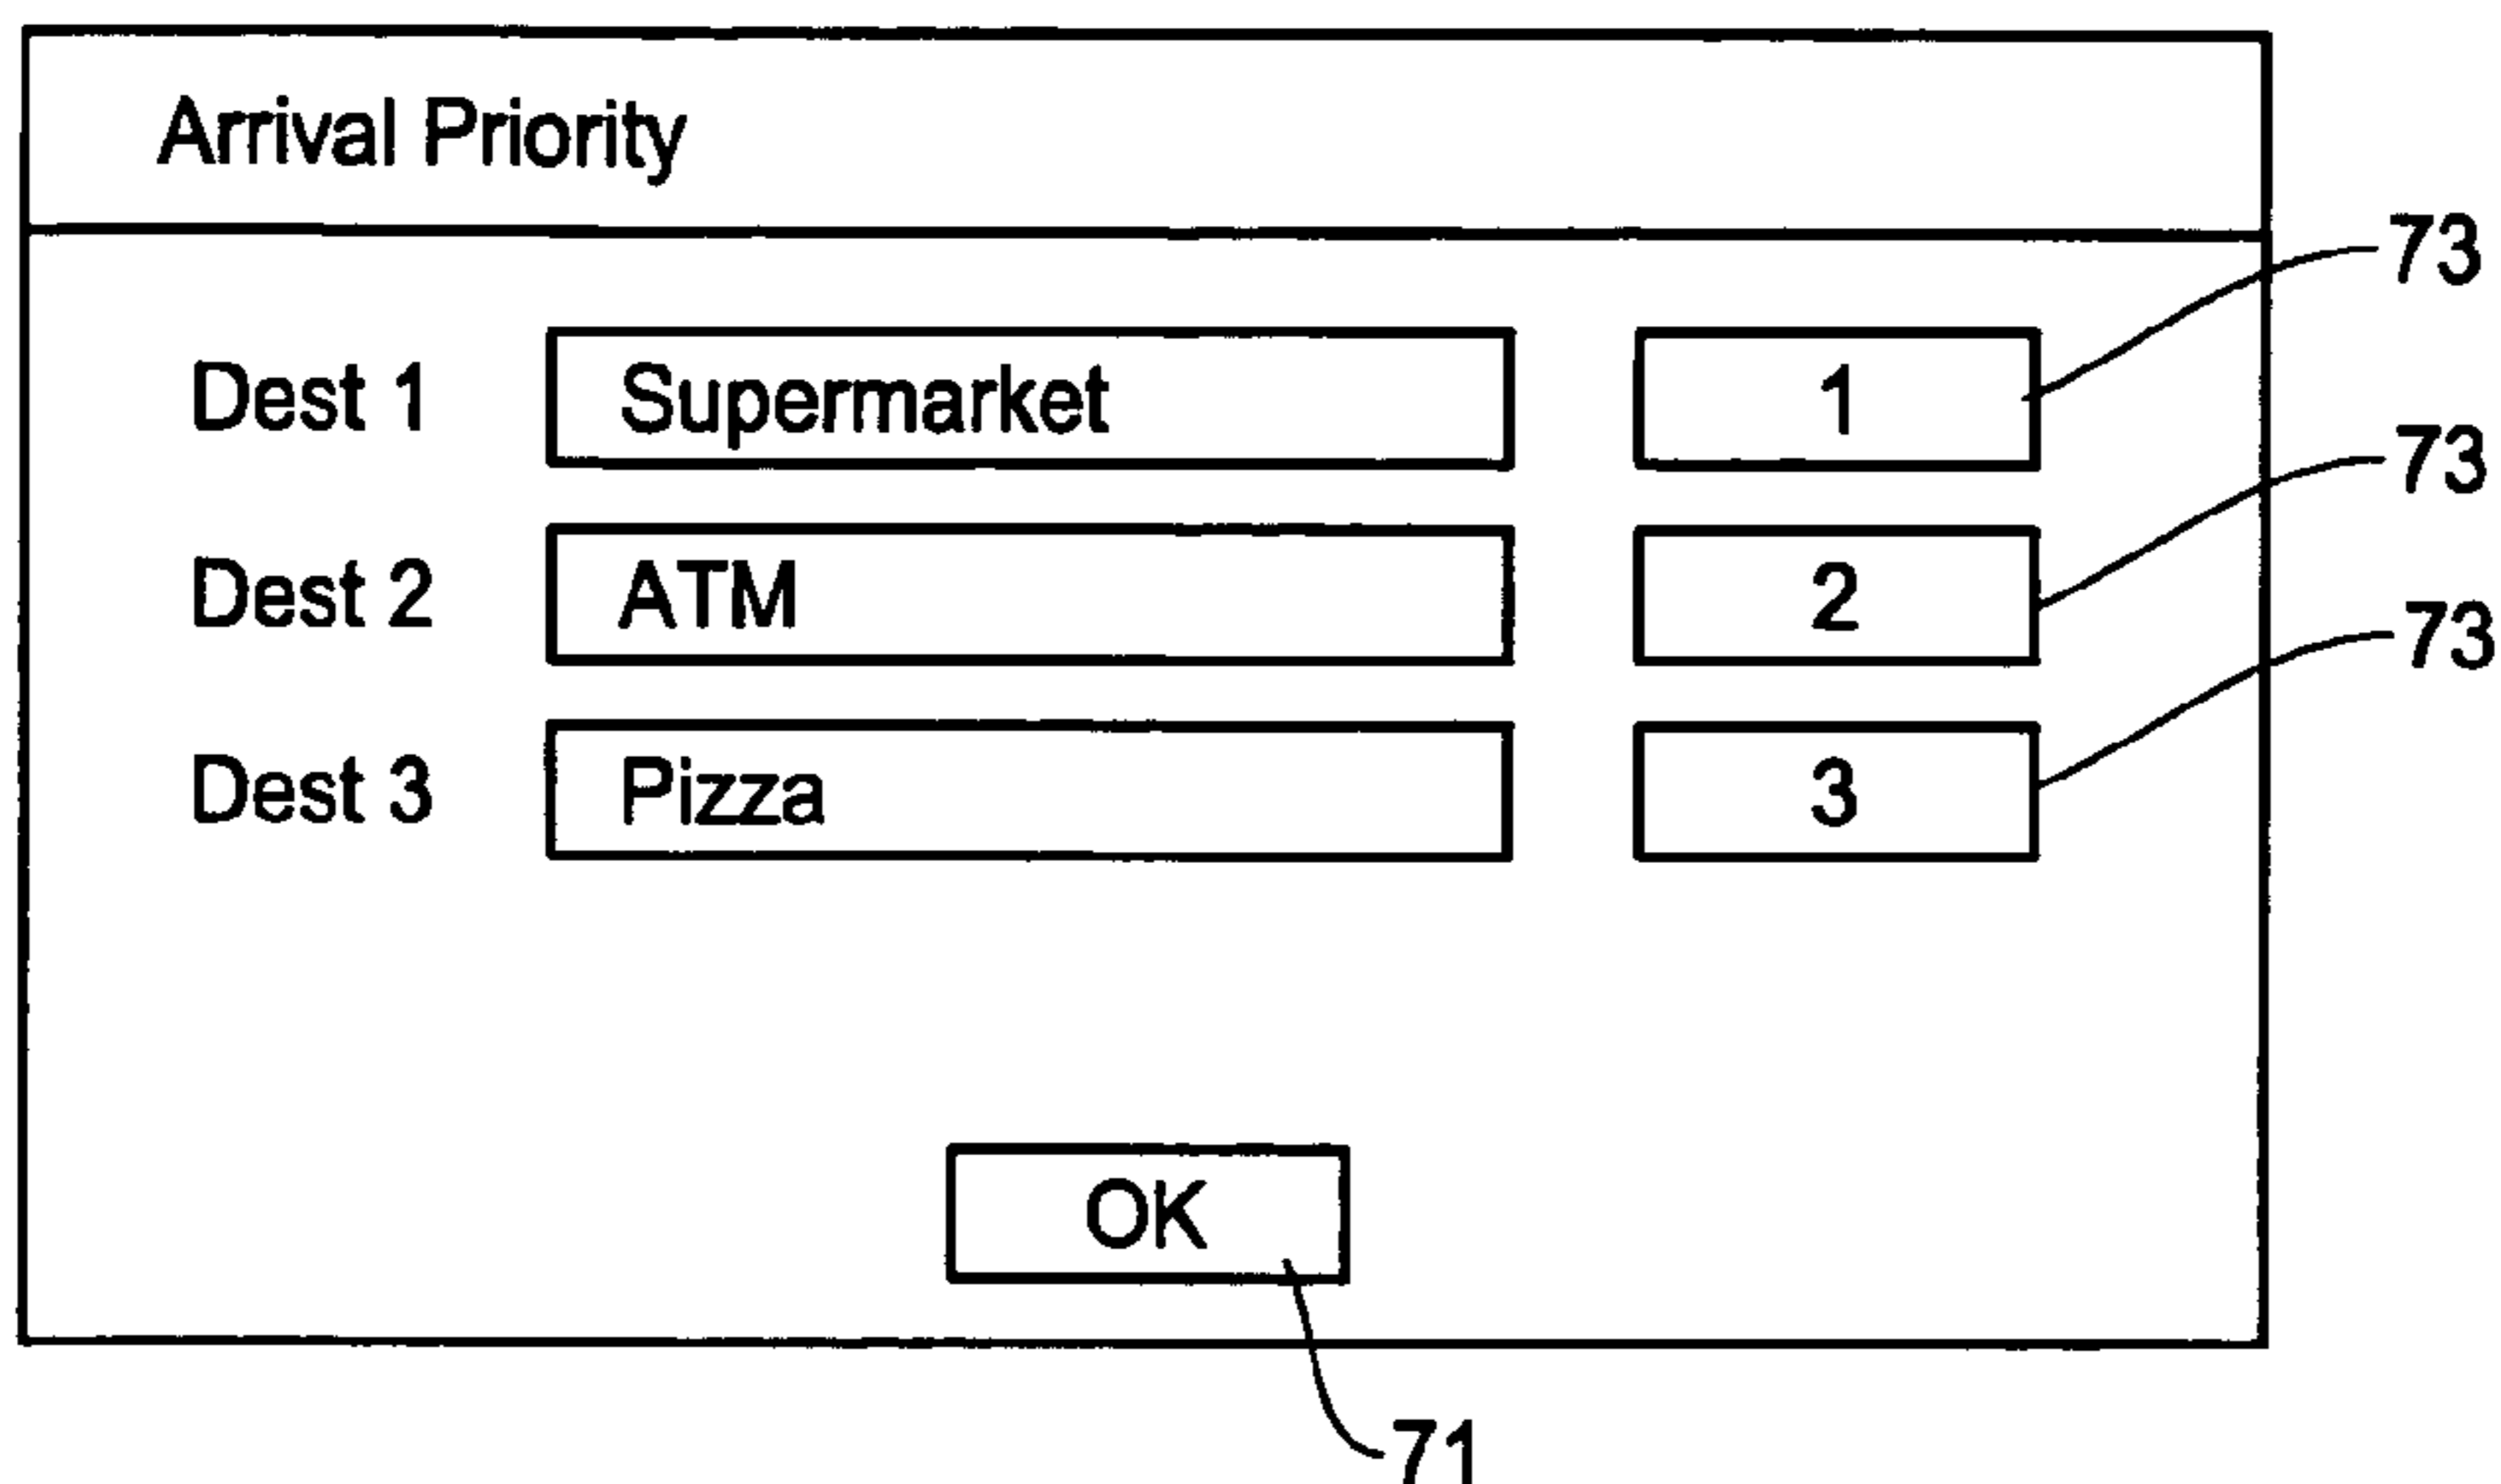 Arrival Priority
73
Dest 1 Supermarket 1
73
Dest 2 ATM 2
73
Dest 3 Pizza 3
OK
71